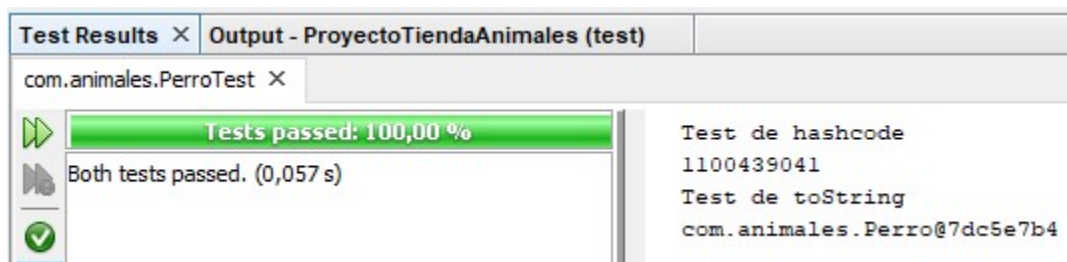 Test Results × Output - ProyectoTiendaAnimales (test)
com.animales.PerroTest ×
Tests passed: 100,00 %
Both tests passed. (0,057 s)
Test de hashcode
1100439041
Test de toString
com.animales.Perro@7dc5e7b4